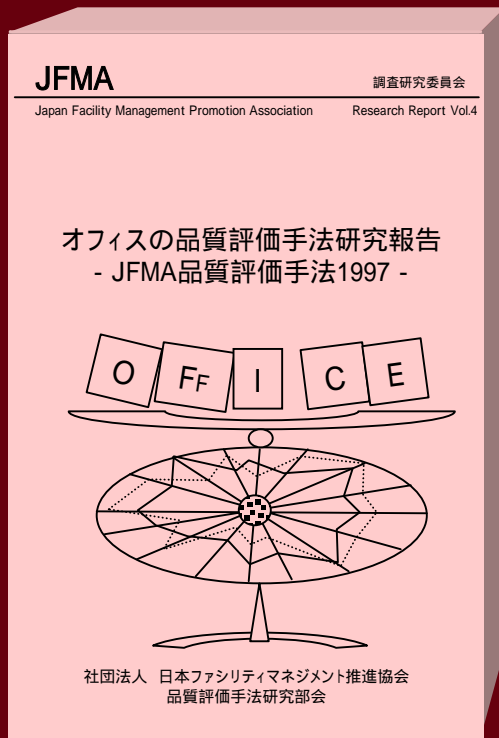 JFMA
調査研究委員会
Japan Facility Management Promotion Association Research Report Vol.4
オフィスの品質評価手法研究報告
- JFMA品質評価手法1997 -
O FF I C E
社団法人 日本ファシリティマネジメント推進協会
品質評価手法研究部会